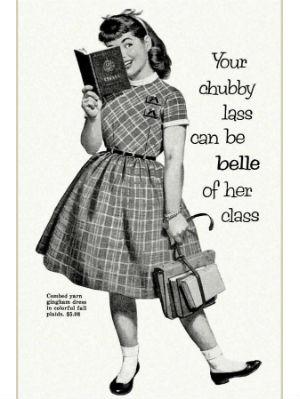 Your
chubby
lass
can be
belle
of her
class
Combed yarn
gingham dress
in colorful fall
plaids. $5.98